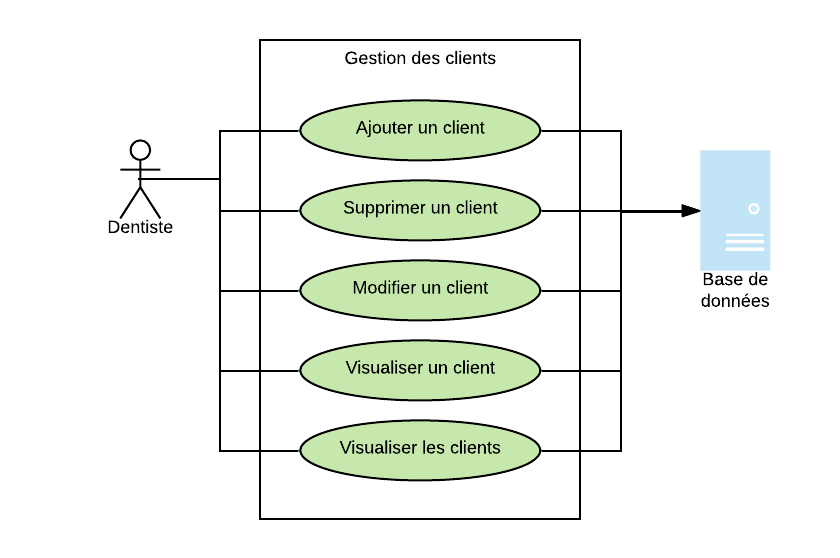 Gestion des clients
Ajouter un client
Supprimer un client
Dentiste
Modifier un client
Base de
données
Visualiser un client
Visualiser les clients